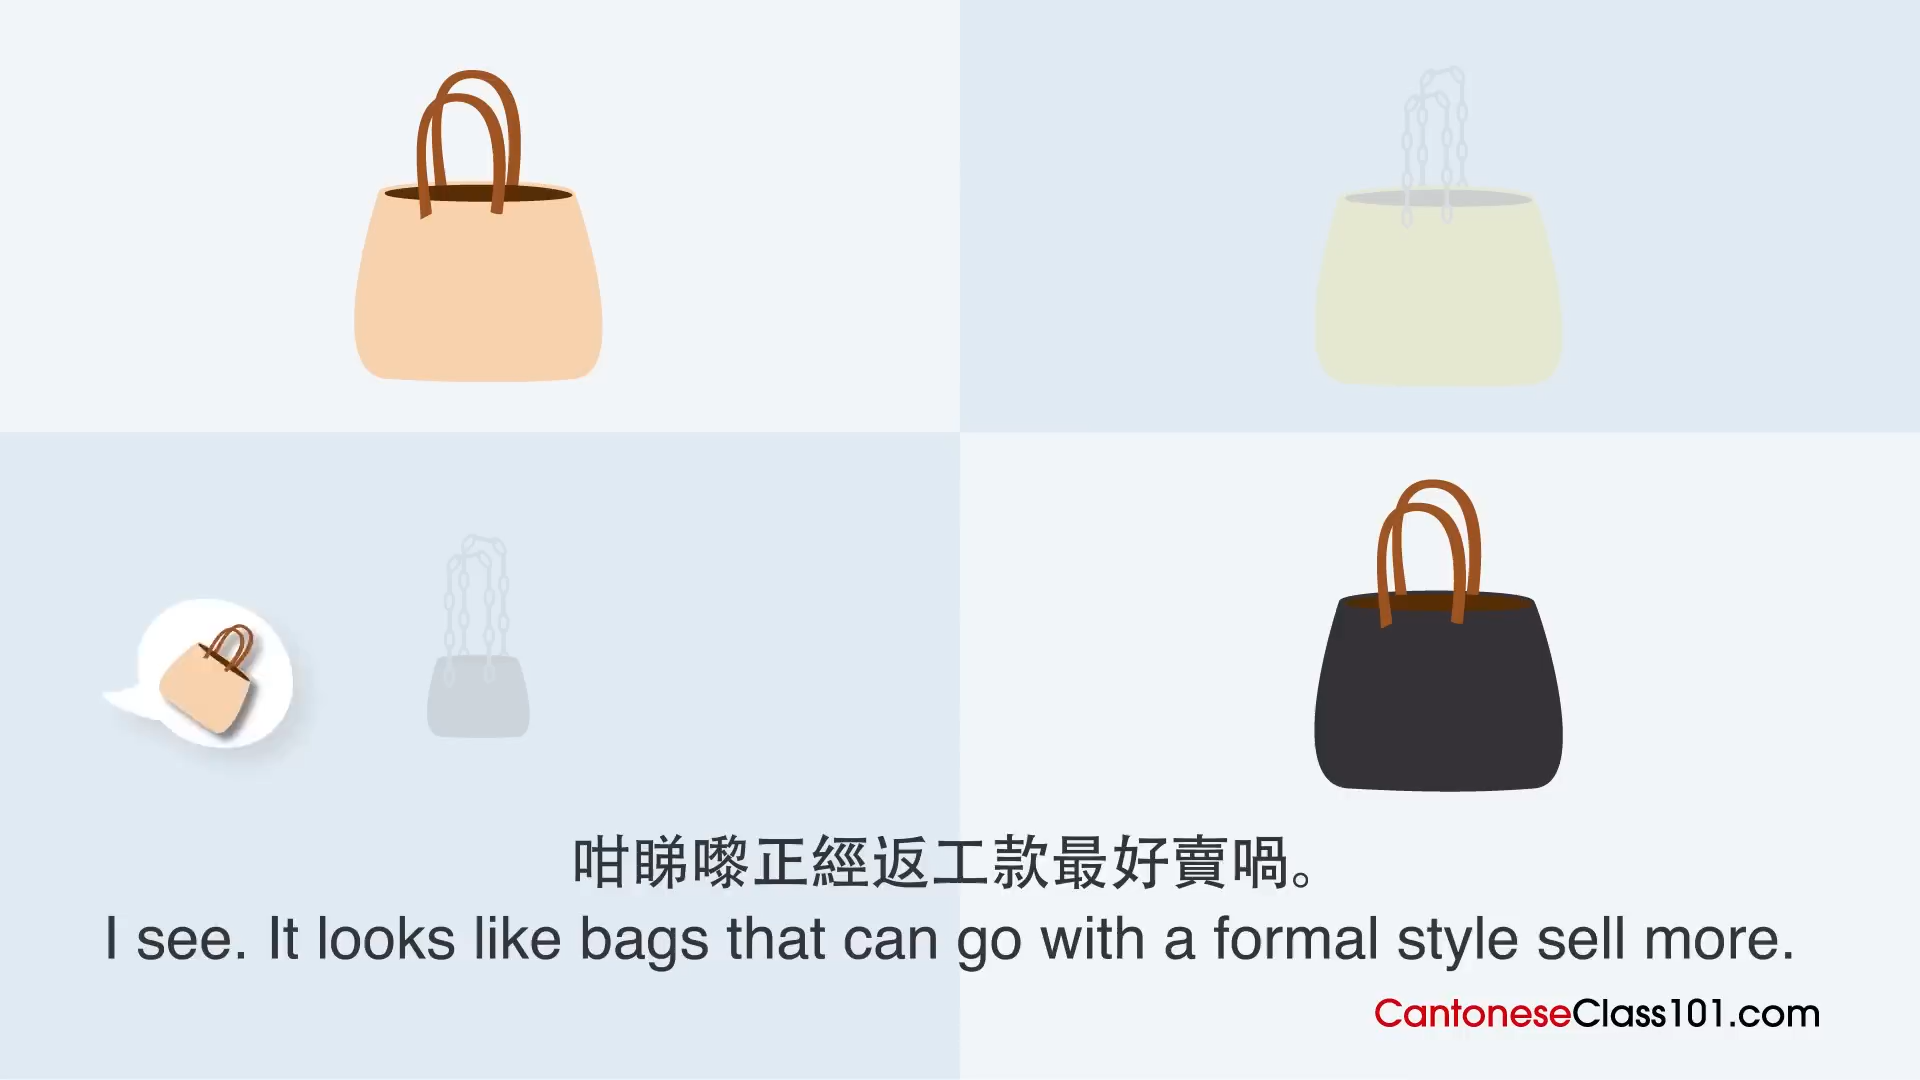 咁睇嚟正經返工款最好賣喎。
I see. It looks like bags that can go with a formal style sell more.
CantoneseClass101.com